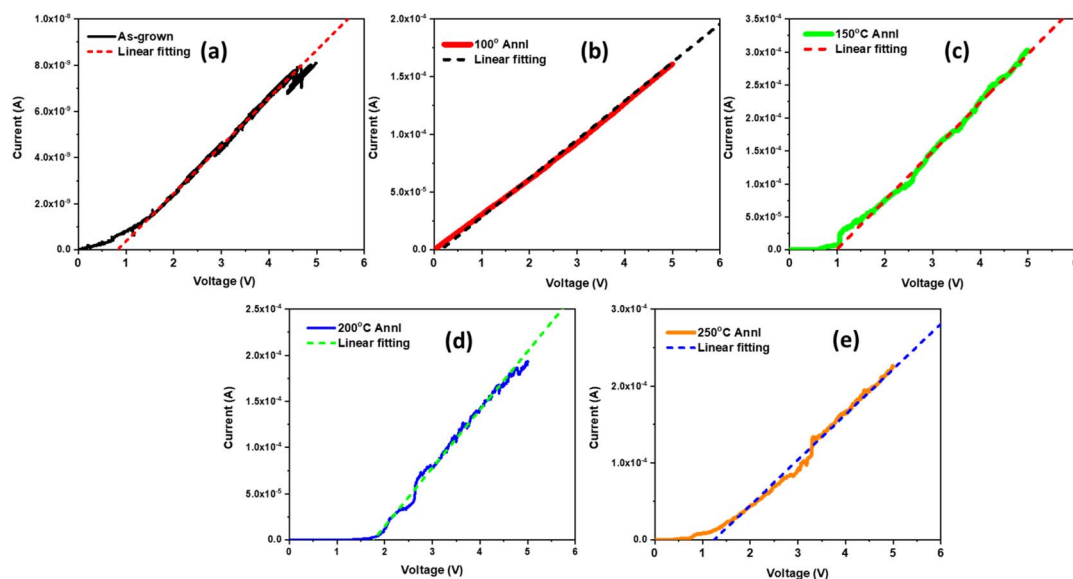 As-grown
Linear fitting
(a)
1.0x10⁻⁸
8.0x10⁻⁹
6.0x10⁻⁹
4.0x10⁻⁹
2.0x10⁻⁹
0.0
Current (A)
0 1 2 3 4 5 6
Voltage (V)
100° Annl
Linear fitting
(b)
2.0x10⁻⁴
1.5x10⁻⁴
1.0x10⁻⁴
5.0x10⁻⁵
0.0
Current (A)
0 1 2 3 4 5 6
Voltage (V)
150°C Annl
Linear fitting
(c)
3.5x10⁻⁴
3.0x10⁻⁴
2.5x10⁻⁴
2.0x10⁻⁴
1.5x10⁻⁴
1.0x10⁻⁴
5.0x10⁻⁵
0.0
Current (A)
0 1 2 3 4 5 6
Voltage (V)
200°C Annl
Linear fitting
(d)
2.5x10⁻⁴
2.0x10⁻⁴
1.5x10⁻⁴
1.0x10⁻⁴
5.0x10⁻⁵
0.0
Current (A)
0 1 2 3 4 5 6
Voltage (V)
250°C Annl
Linear fitting
(e)
3.0x10⁻⁴
2.0x10⁻⁴
1.0x10⁻⁴
0.0
Current (A)
0 1 2 3 4 5 6
Voltage (V)